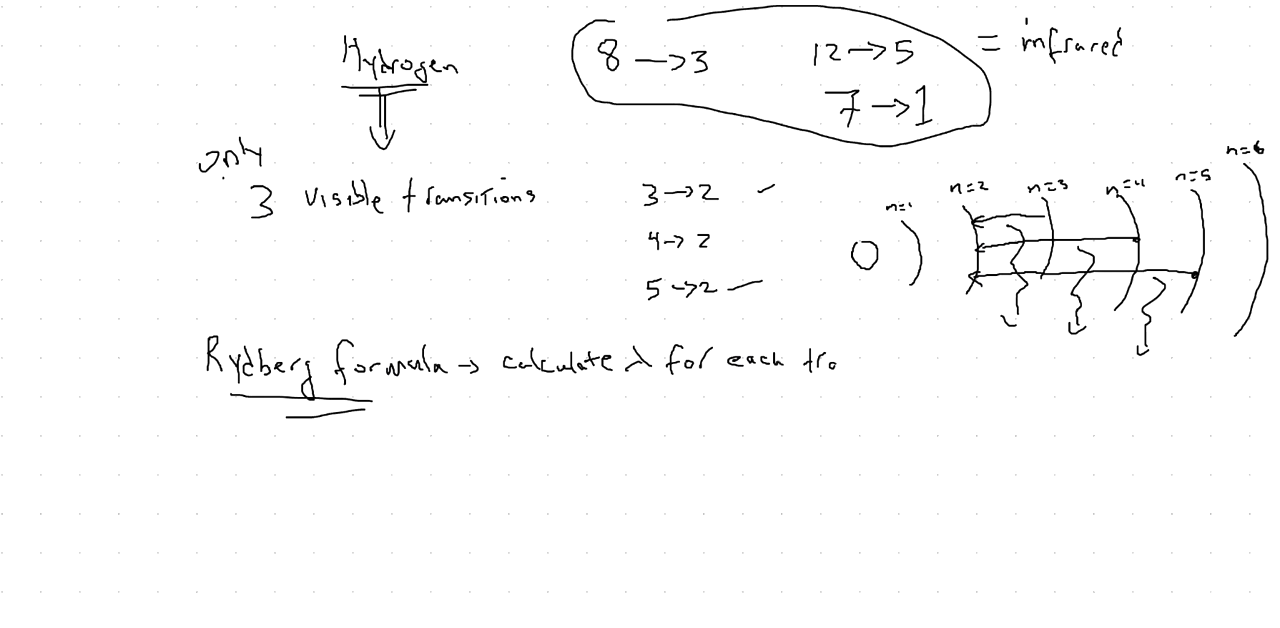 Hydrogen
8 → 3 12 → 5 = infrared
7 → 1
only
3 visible transitions
3 → 2
4 → 2
5 → 2
n=1 n=2 n=3 n=4 n=5 n=6
Rydberg formula → calculate λ for each tra